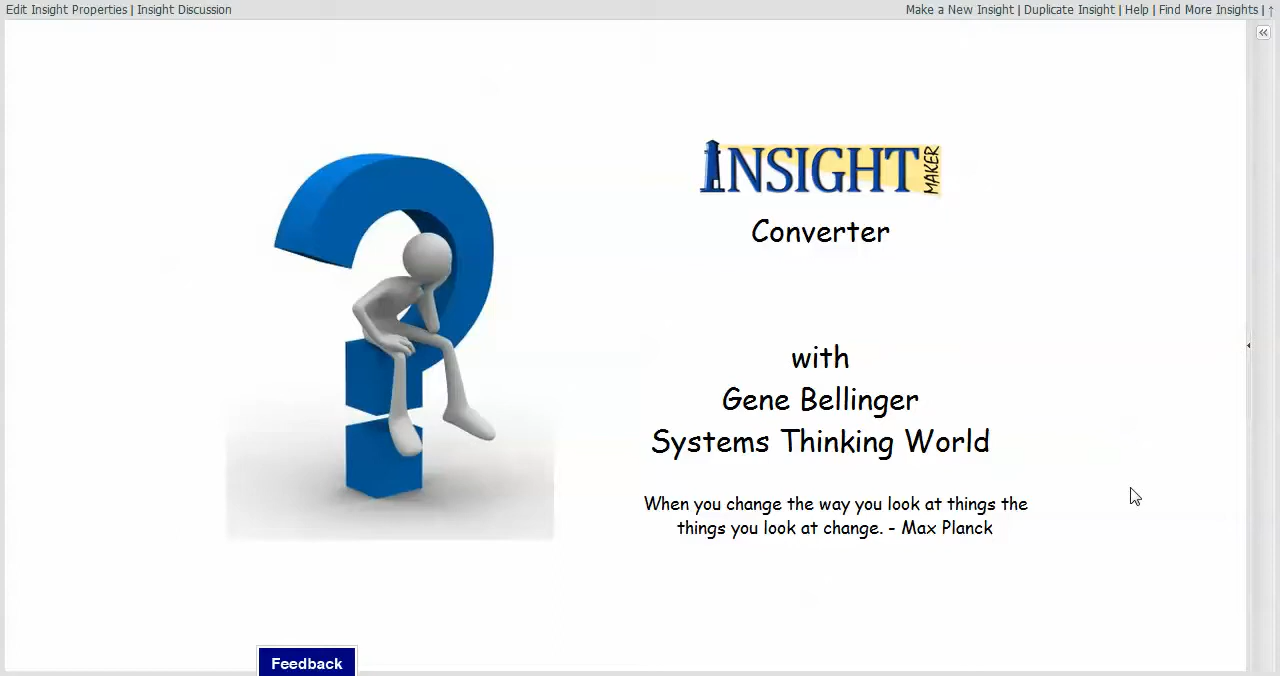 Edit Insight Properties | Insight Discussion
Make a New Insight | Duplicate Insight | Help | Find More Insights | ↑
INSIGHT MAKER
Converter
with
Gene Bellinger
Systems Thinking World
When you change the way you look at things the
things you look at change. - Max Planck
Feedback